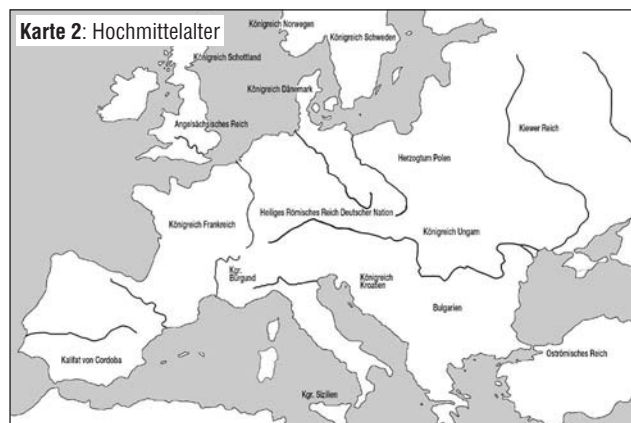 Karte 2: Hochmittelalter
Königreich Norwegen
Königreich Schweden
Königreich Schottland
Königreich Dänemark
Angelsächsisches Reich
Kiewer Reich
Herzogtum Polen
Königreich Frankreich
Heiliges Römisches Reich Deutscher Nation
Königreich Ungarn
Kgr.
Burgund
Königreich
Kroatien
Bulgarien
Kalifat von Cordoba
Oströmisches Reich
Kgr. Sizilien